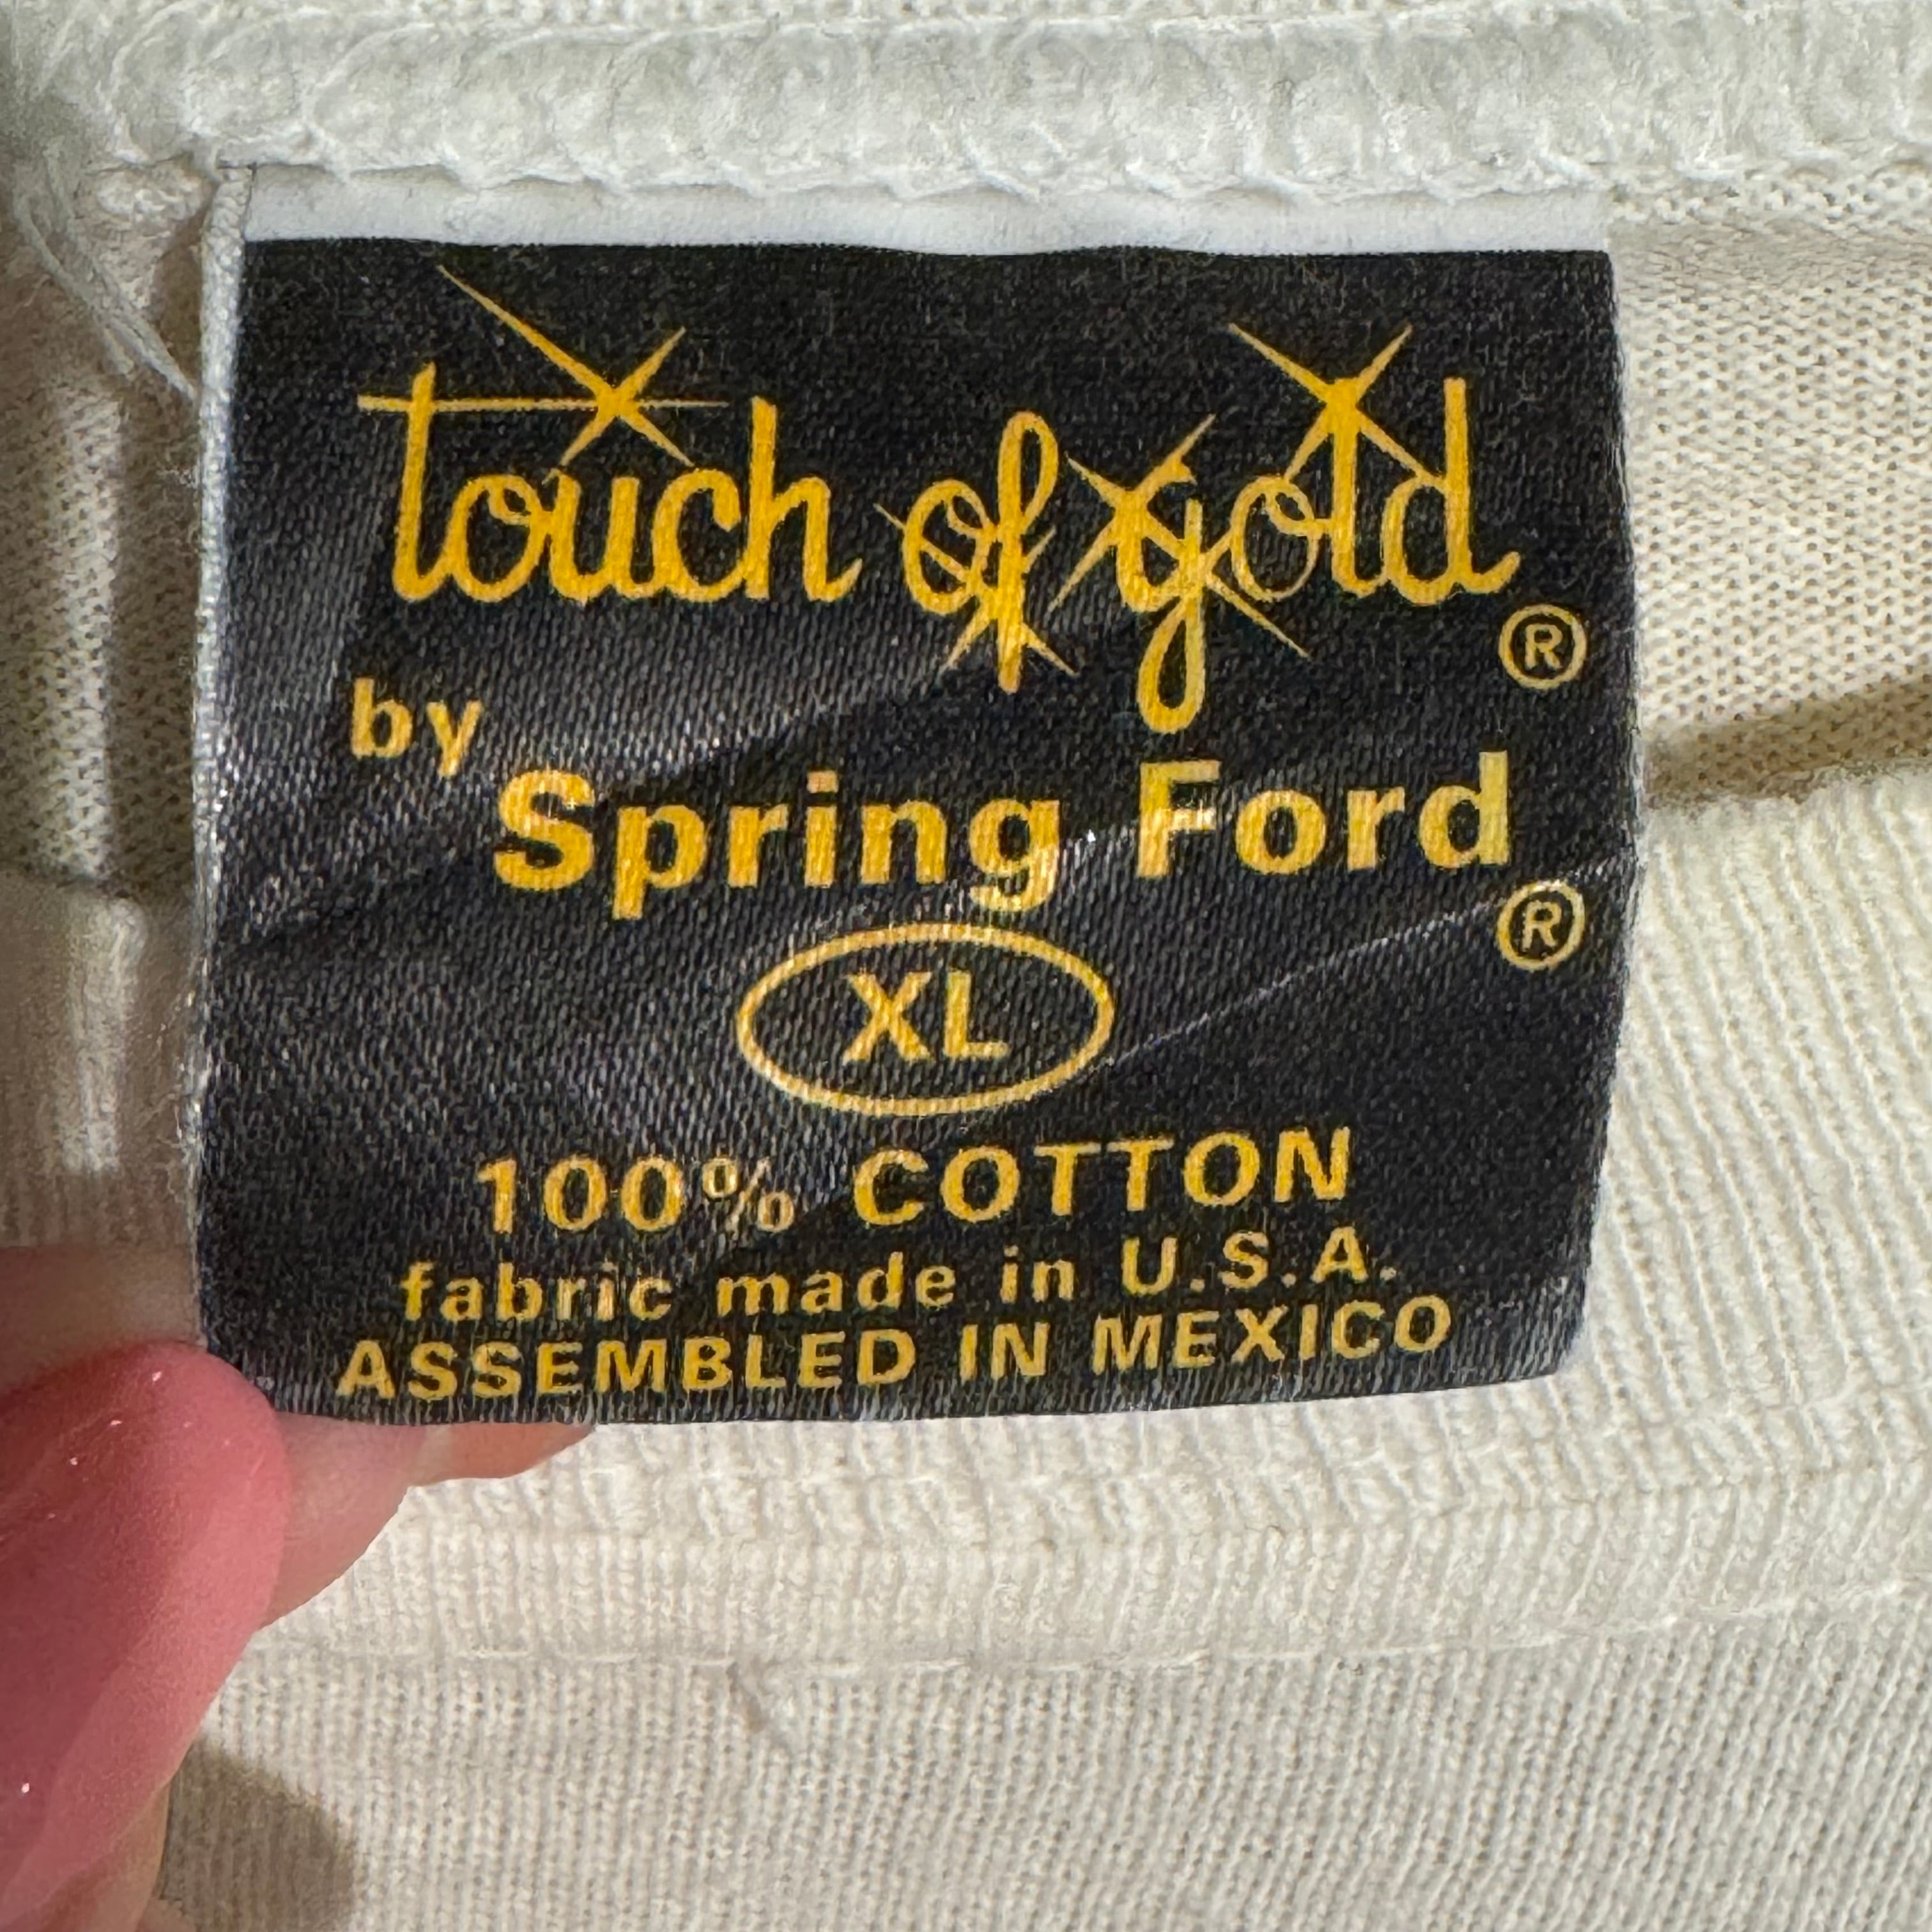 touch of gold ®
by
Spring Ford ®
XL
100% COTTON
fabric made in U.S.A.
ASSEMBLED IN MEXICO